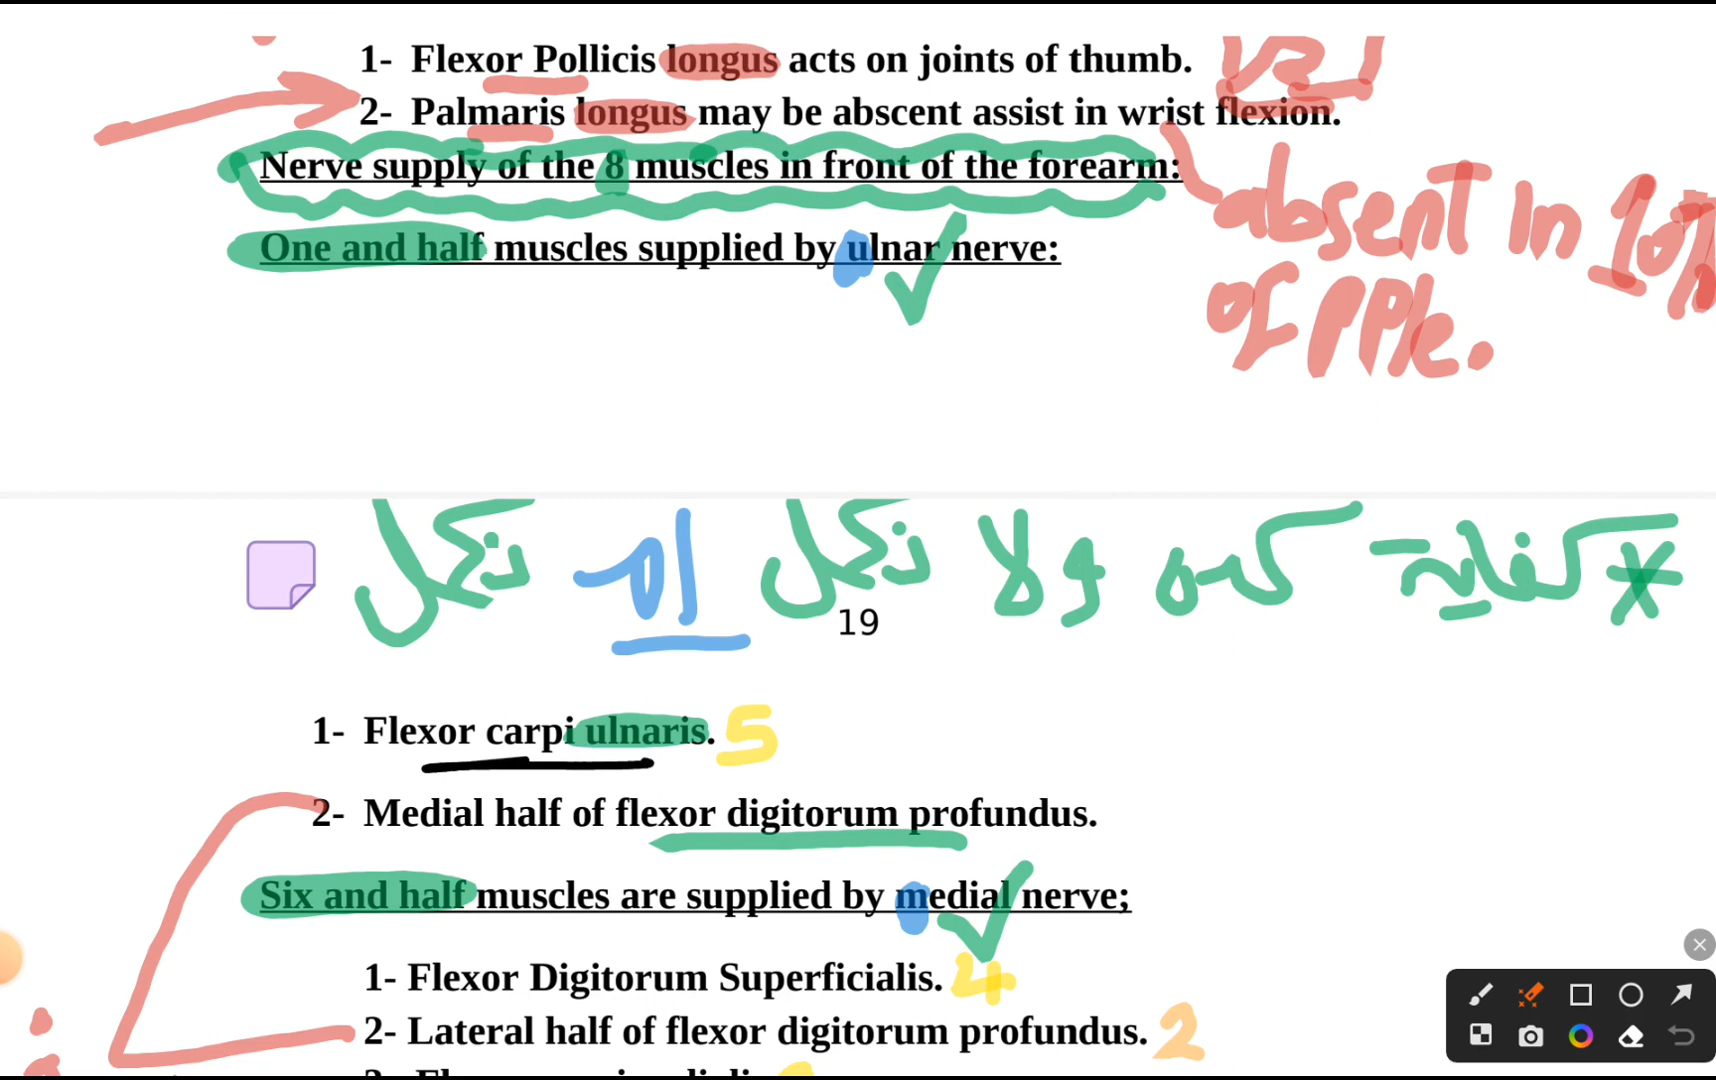 1- Flexor Pollicis longus acts on joints of thumb.
2- Palmaris longus may be abscent assist in wrist flexion.
Nerve supply of the 8 muscles in front of the forearm:
absent in 10%
of pple.
One and half muscles supplied by ulnar nerve:
* كفاية كده ولا نكمل نكمل
19
1- Flexor carpi ulnaris. 5
2- Medial half of flexor digitorum profundus.
Six and half muscles are supplied by medial nerve;
1- Flexor Digitorum Superficialis. 4
2- Lateral half of flexor digitorum profundus. 2